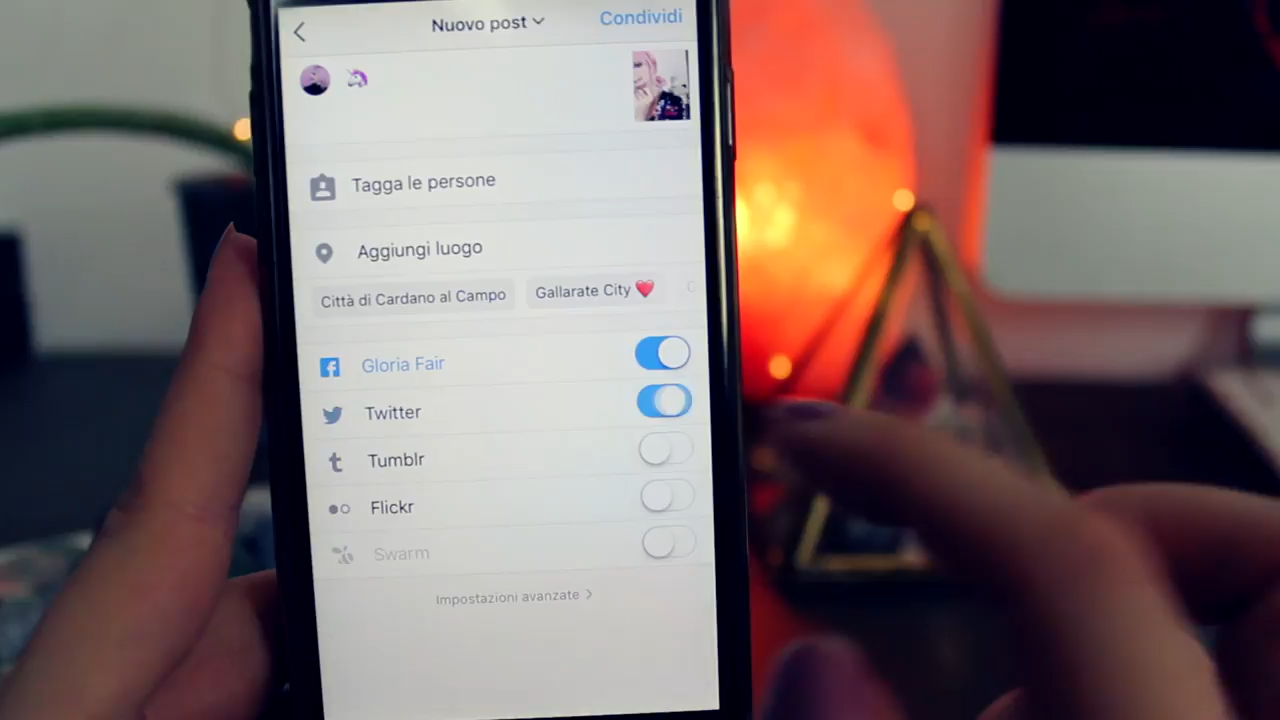 Nuovo post
Condividi
Tagga le persone
Aggiungi luogo
Città di Cardano al Campo
Gallarate City ❤️
Gloria Fair
Twitter
Tumblr
Flickr
Swarm
Impostazioni avanzate